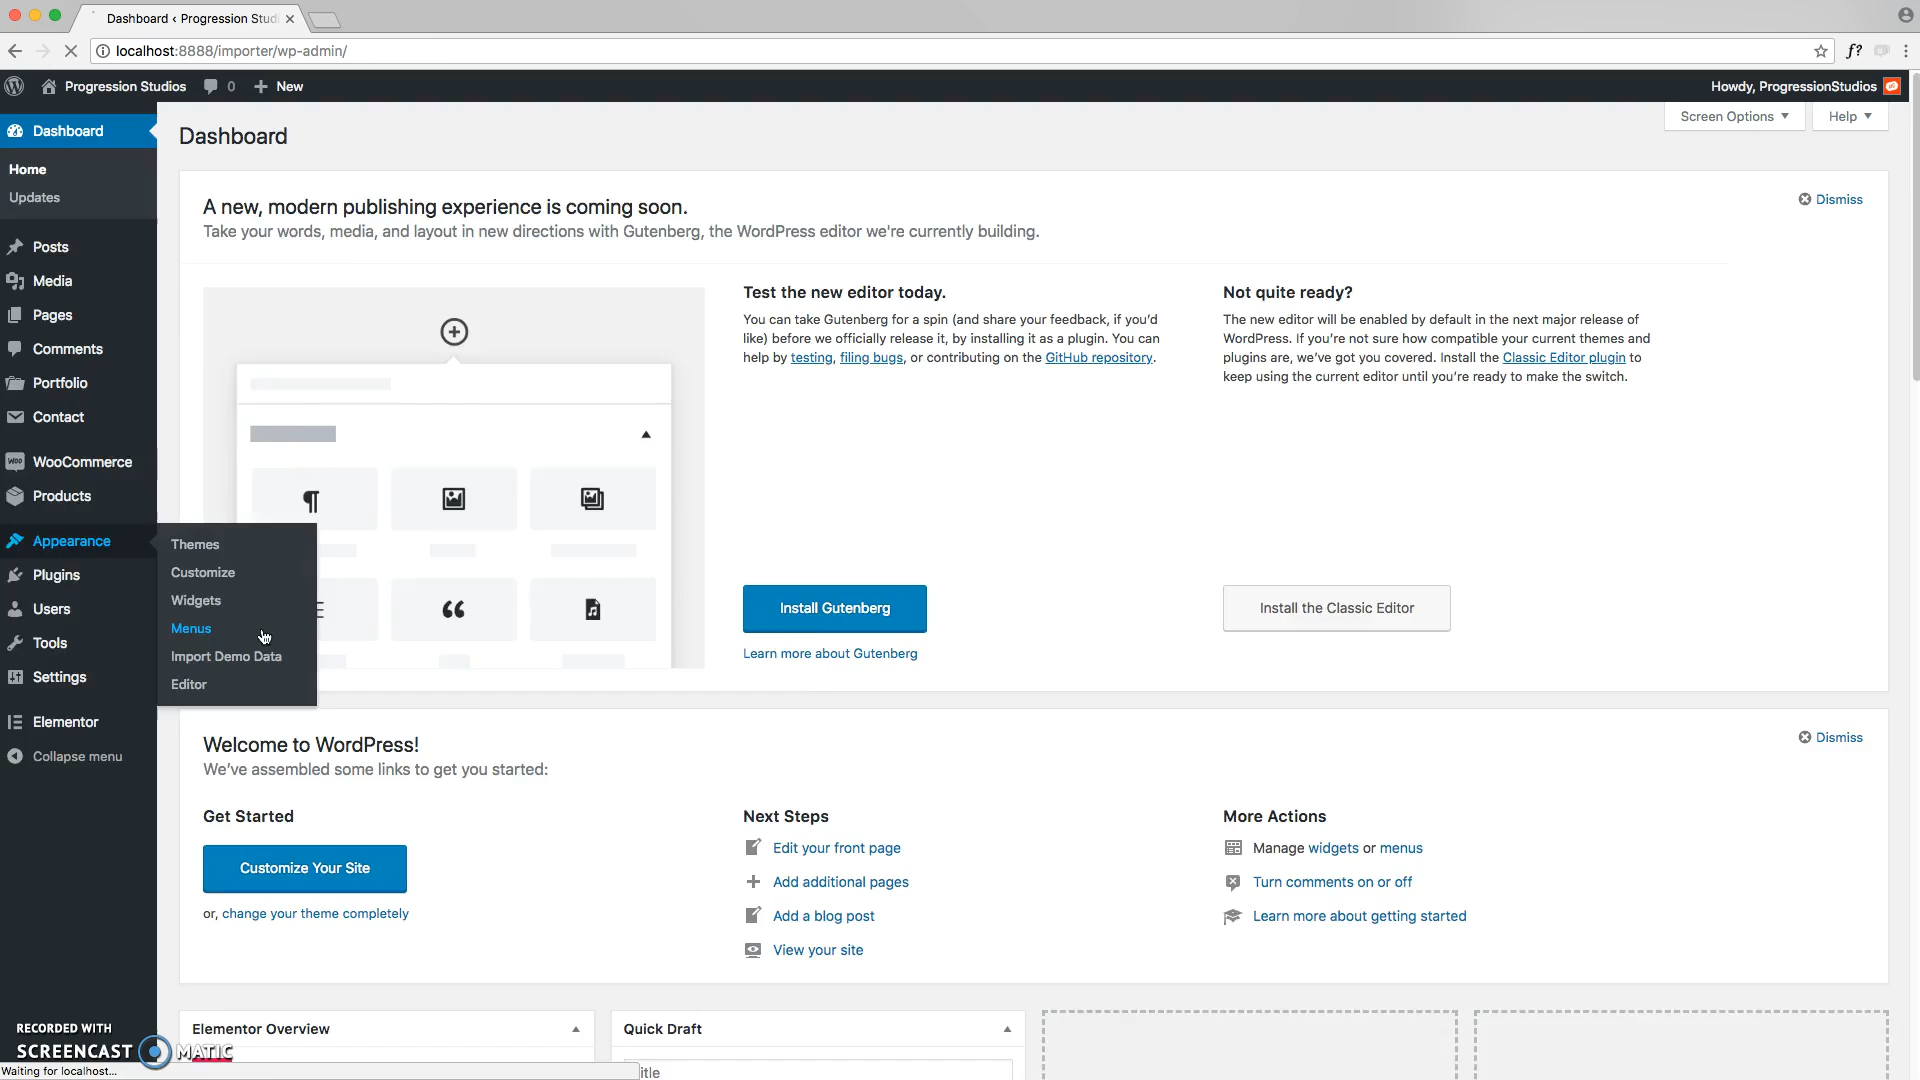 Dashboard ‹ Progression Stud
localhost:8888/importer/wp-admin/
f?
Progression Studios
0
New
Howdy, ProgressionStudios
Dashboard
Home
Updates
Posts
Media
Pages
Comments
Portfolio
Contact
WooCommerce
Products
Appearance
Plugins
Users
Tools
Settings
Elementor
Collapse menu
Themes
Customize
Widgets
Menus
Import Demo Data
Editor
Dashboard
Screen Options
Help
A new, modern publishing experience is coming soon.
Take your words, media, and layout in new directions with Gutenberg, the WordPress editor we're currently building.
Dismiss
Test the new editor today.
You can take Gutenberg for a spin (and share your feedback, if you'd
like) before we officially release it, by installing it as a plugin. You can
help by testing, filing bugs, or contributing on the GitHub repository.
Install Gutenberg
Learn more about Gutenberg
Not quite ready?
The new editor will be enabled by default in the next major release of
WordPress. If you're not sure how compatible your current themes and
plugins are, we've got you covered. Install the Classic Editor plugin to
keep using the current editor until you're ready to make the switch.
Install the Classic Editor
Welcome to WordPress!
We've assembled some links to get you started:
Dismiss
Get Started
Customize Your Site
or, change your theme completely
Next Steps
Edit your front page
Add additional pages
Add a blog post
View your site
More Actions
Manage widgets or menus
Turn comments on or off
Learn more about getting started
Elementor Overview
Quick Draft
itle
RECORDED WITH
SCREENCAST MATIC
Waiting for localhost...